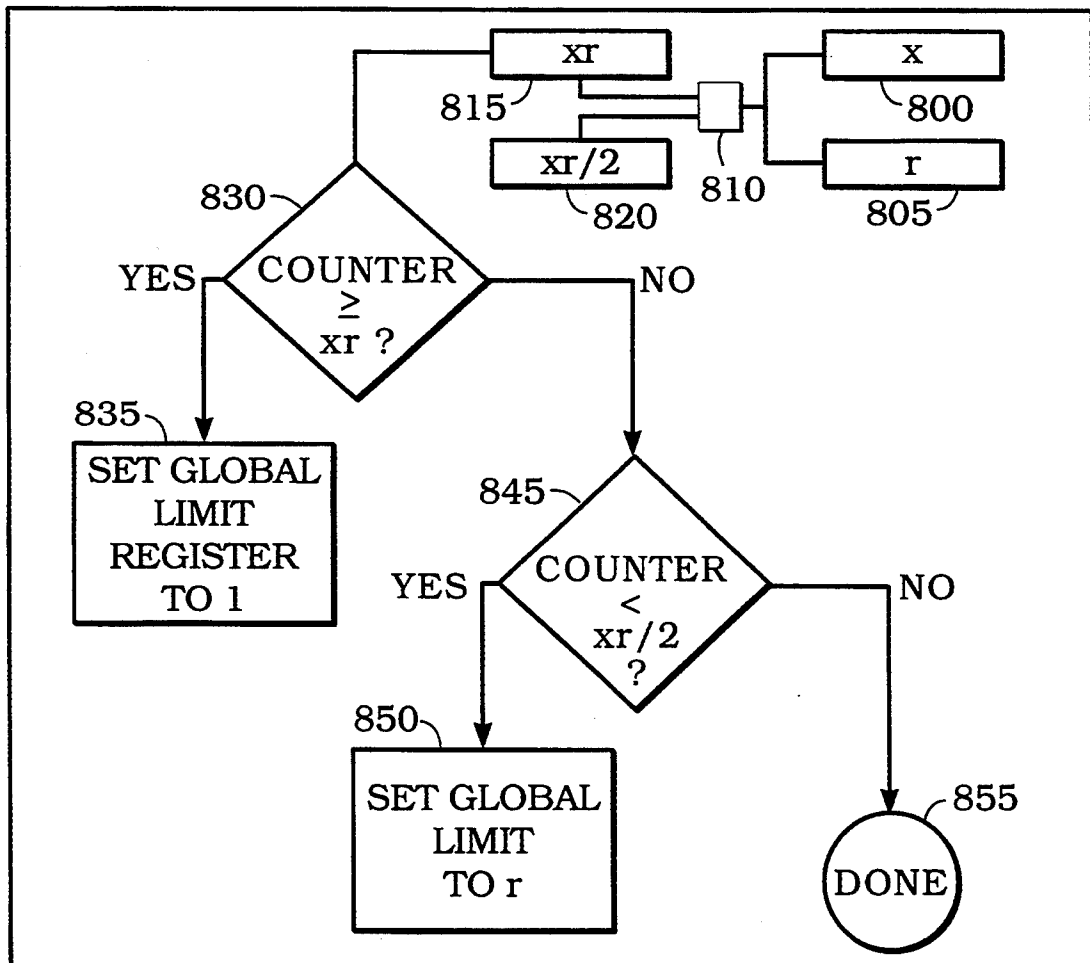 xr
x
815
800
xr/2
r
810
820
805
830
YES
COUNTER
≥
xr ?
NO
835
SET GLOBAL
LIMIT
REGISTER
TO 1
845
YES
COUNTER
<
xr/2
?
NO
850
SET GLOBAL
LIMIT
TO r
855
DONE